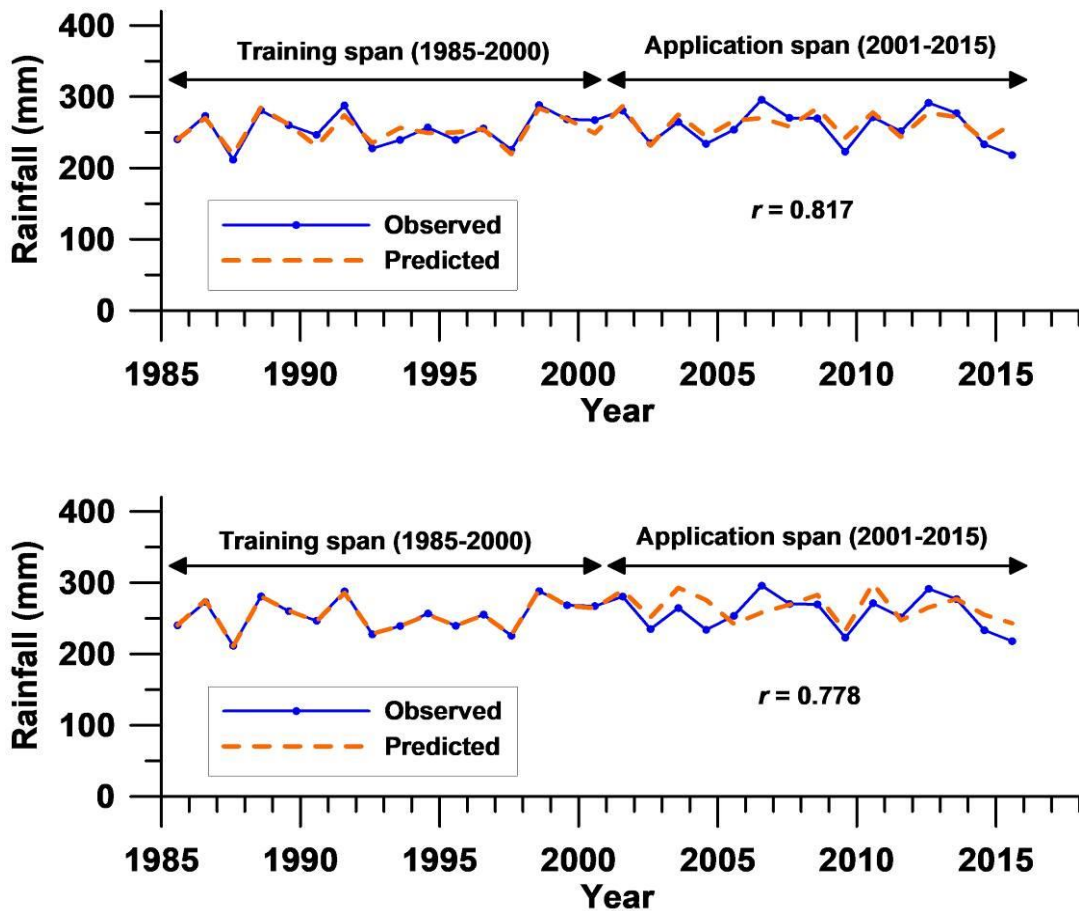 400
Training span (1985-2000)
Application span (2001-2015)
300
Rainfall (mm)
200
Observed
r = 0.817
100
Predicted
0
1985 1990 1995 2000 2005 2010 2015
Year
400
Training span (1985-2000)
Application span (2001-2015)
300
Rainfall (mm)
200
Observed
r = 0.778
100
Predicted
0
1985 1990 1995 2000 2005 2010 2015
Year